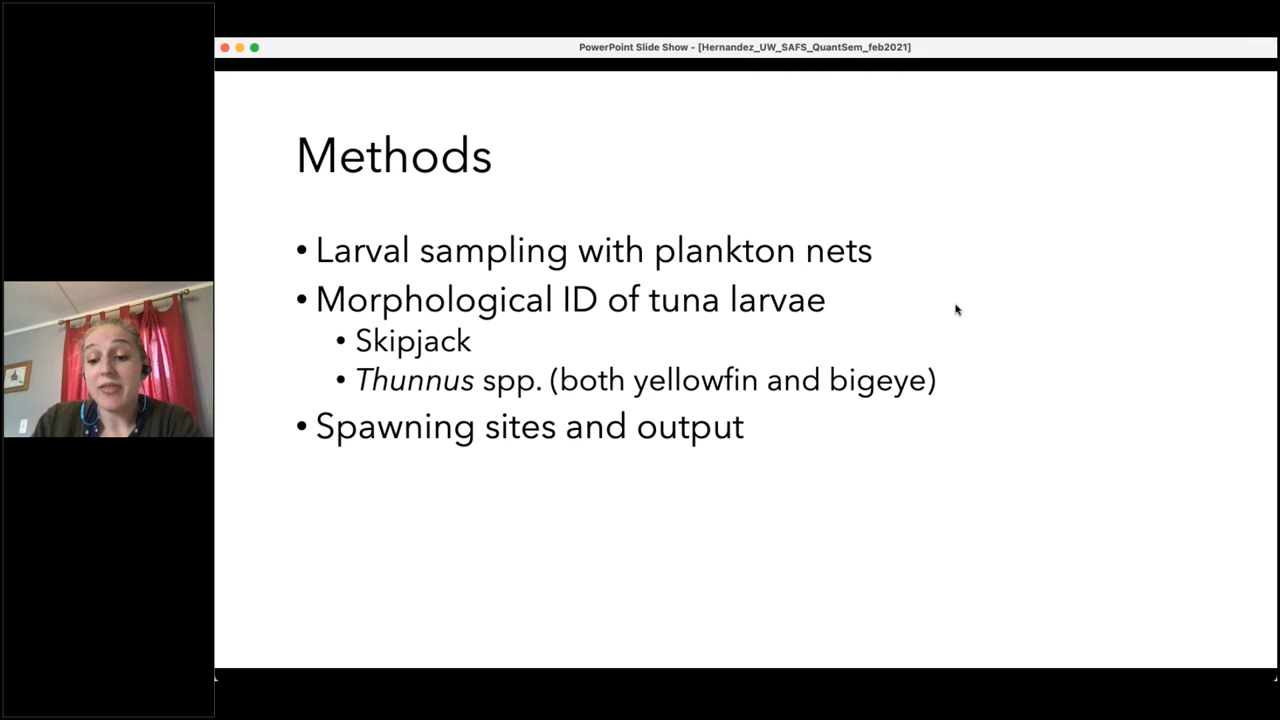 PowerPoint Slide Show - [Hernandez_UW_SAFS_QuantSem_feb2021]
Methods
• Larval sampling with plankton nets
• Morphological ID of tuna larvae
• Skipjack
• Thunnus spp. (both yellowfin and bigeye)
• Spawning sites and output